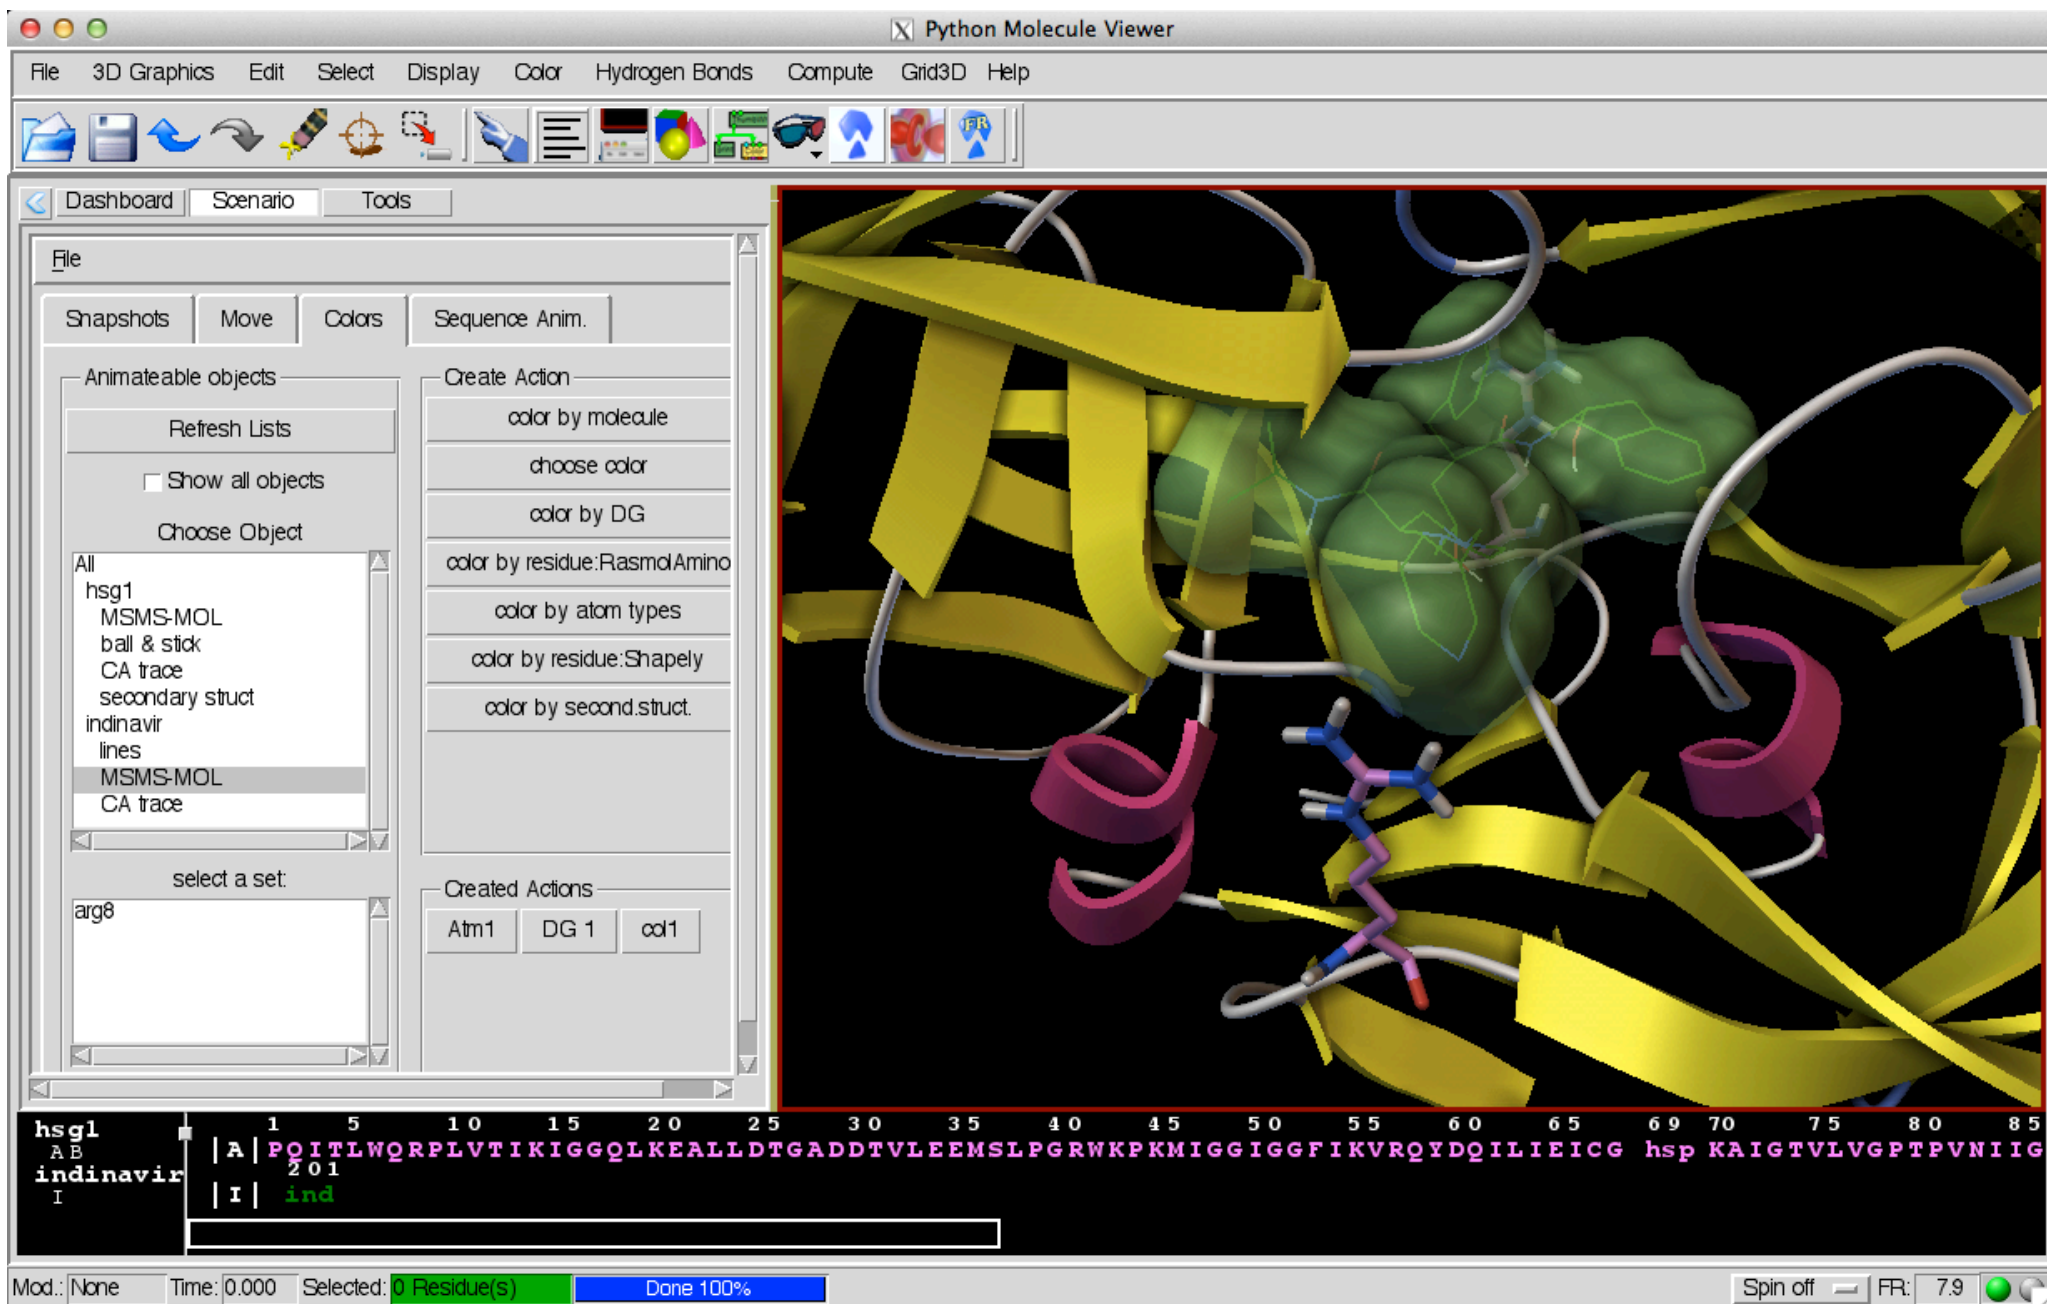 Python Molecule Viewer
File 3D Graphics Edit Select Display Color Hydrogen Bonds Compute Grid3D Help
FR
Dashboard Scenario Tools
File
Snapshots Move Colors Sequence Anim.
Animateable objects
Refresh Lists
Show all objects
Choose Object
All
hsg1
MSMS-MOL
ball & stick
CA trace
secondary struct
indinavir
lines
MSMS-MOL
CA trace
select a set:
arg8
Create Action
color by molecule
choose color
color by DG
color by residue:RasmolAmino
color by atom types
color by residue:Shapely
color by second.struct.
Created Actions
Atm1 DG 1 col1
1 5 10 15 20 25 30 35 40 45 50 55 60 65 69 70 75 80 85
hsg1
AB |A| PQITLWQRPLVTIKIGGQLKEALLDTGADDTVLEEMSLPGRWKPKMIGGIGGFIKVRQYDQILIEICG hsp KAIGTVLVGPTPVNIIG
indinavir 201
I |I| ind
Mod.: None Time: 0.000 Selected: 0 Residue(s) Done 100% Spin off FR: 7.9